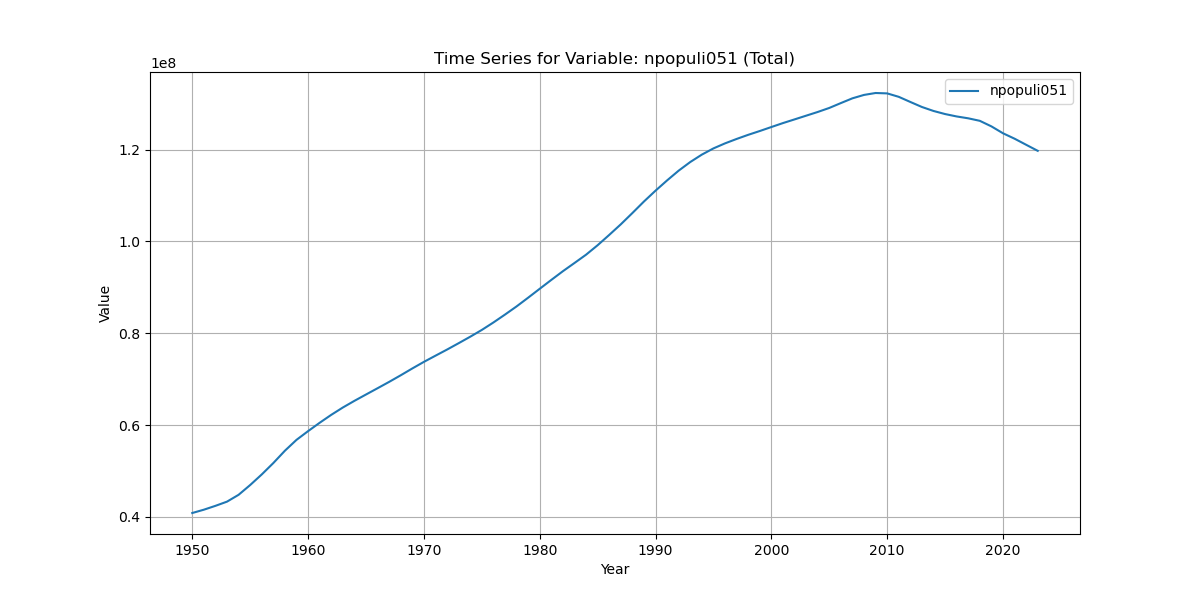 Time Series for Variable: npopuli051 (Total)
1e8
npopuli051
1.2
1.0
0.8
0.6
0.4
Value
1950 1960 1970 1980 1990 2000 2010 2020
Year